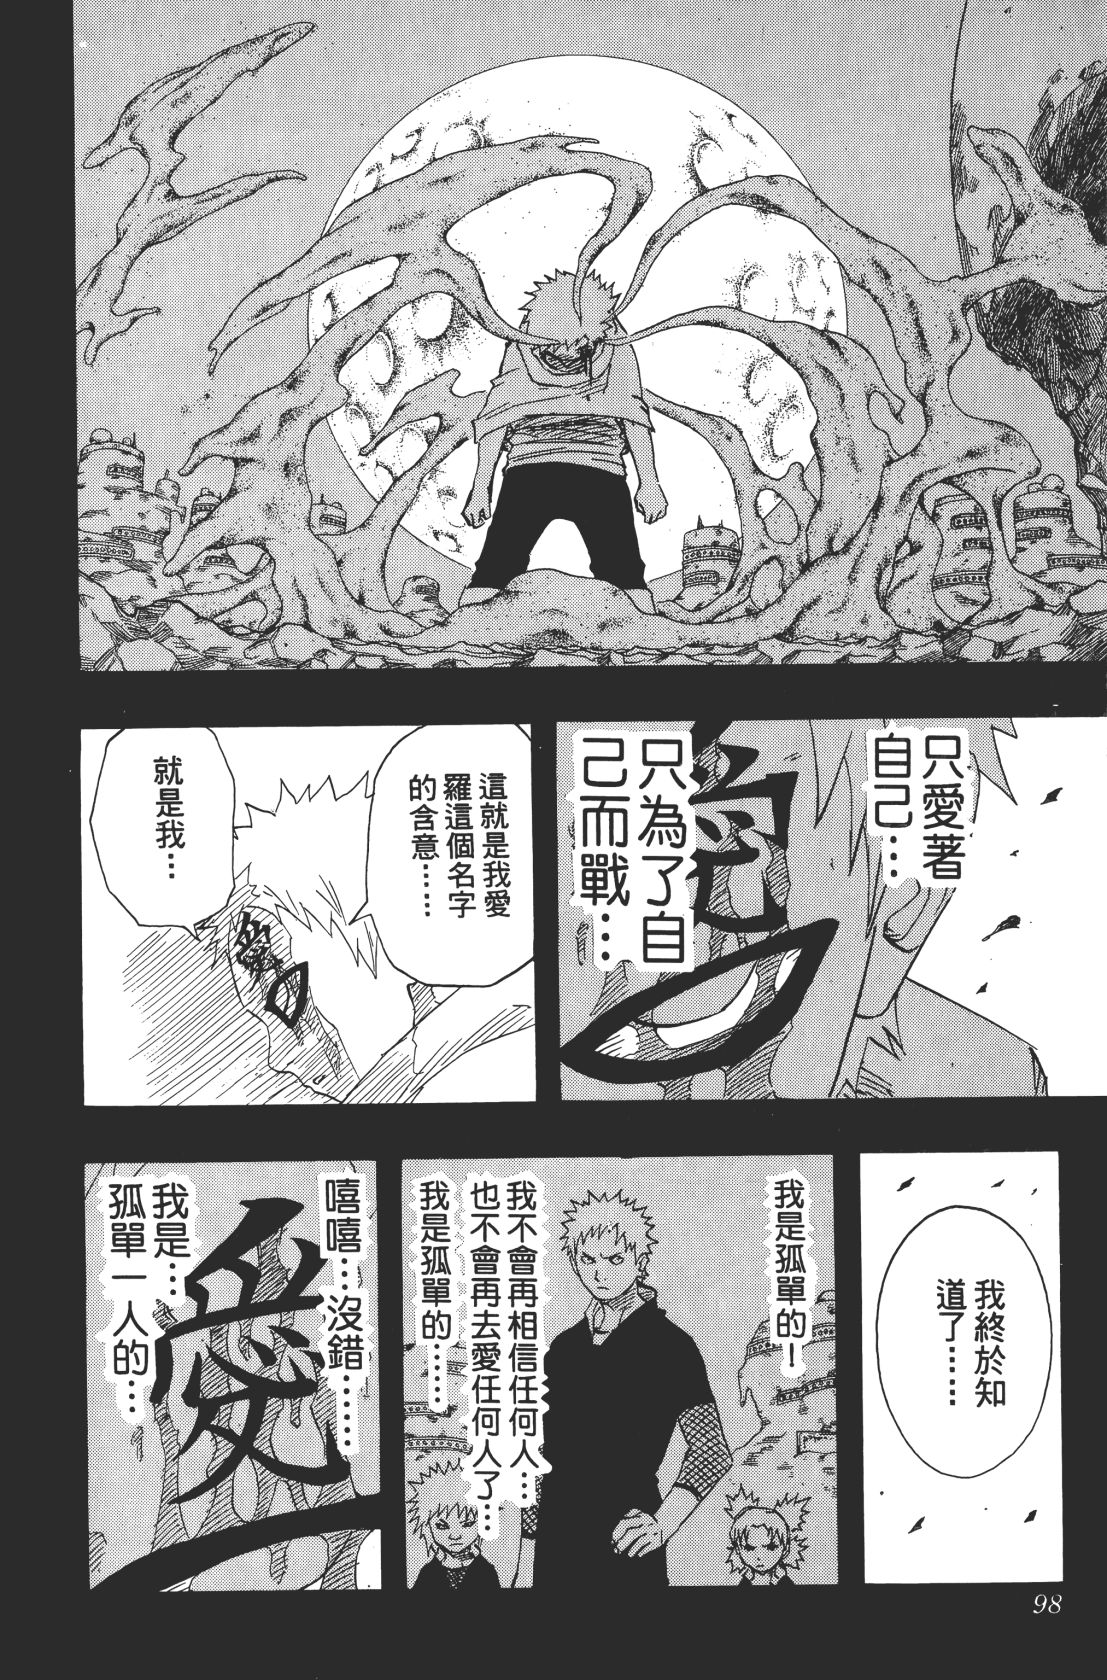 只愛著
自己…
只為了自
己而戰…
這就是我愛
羅這個名字
的含意……
就是我…
我終於知
道了……
我是孤單的！
我不會再相信任何人…
也不會再去愛任何人了…
我是孤單的……
嘻嘻…沒錯……
我是…
孤單一人的…
愛
愛
愛
98